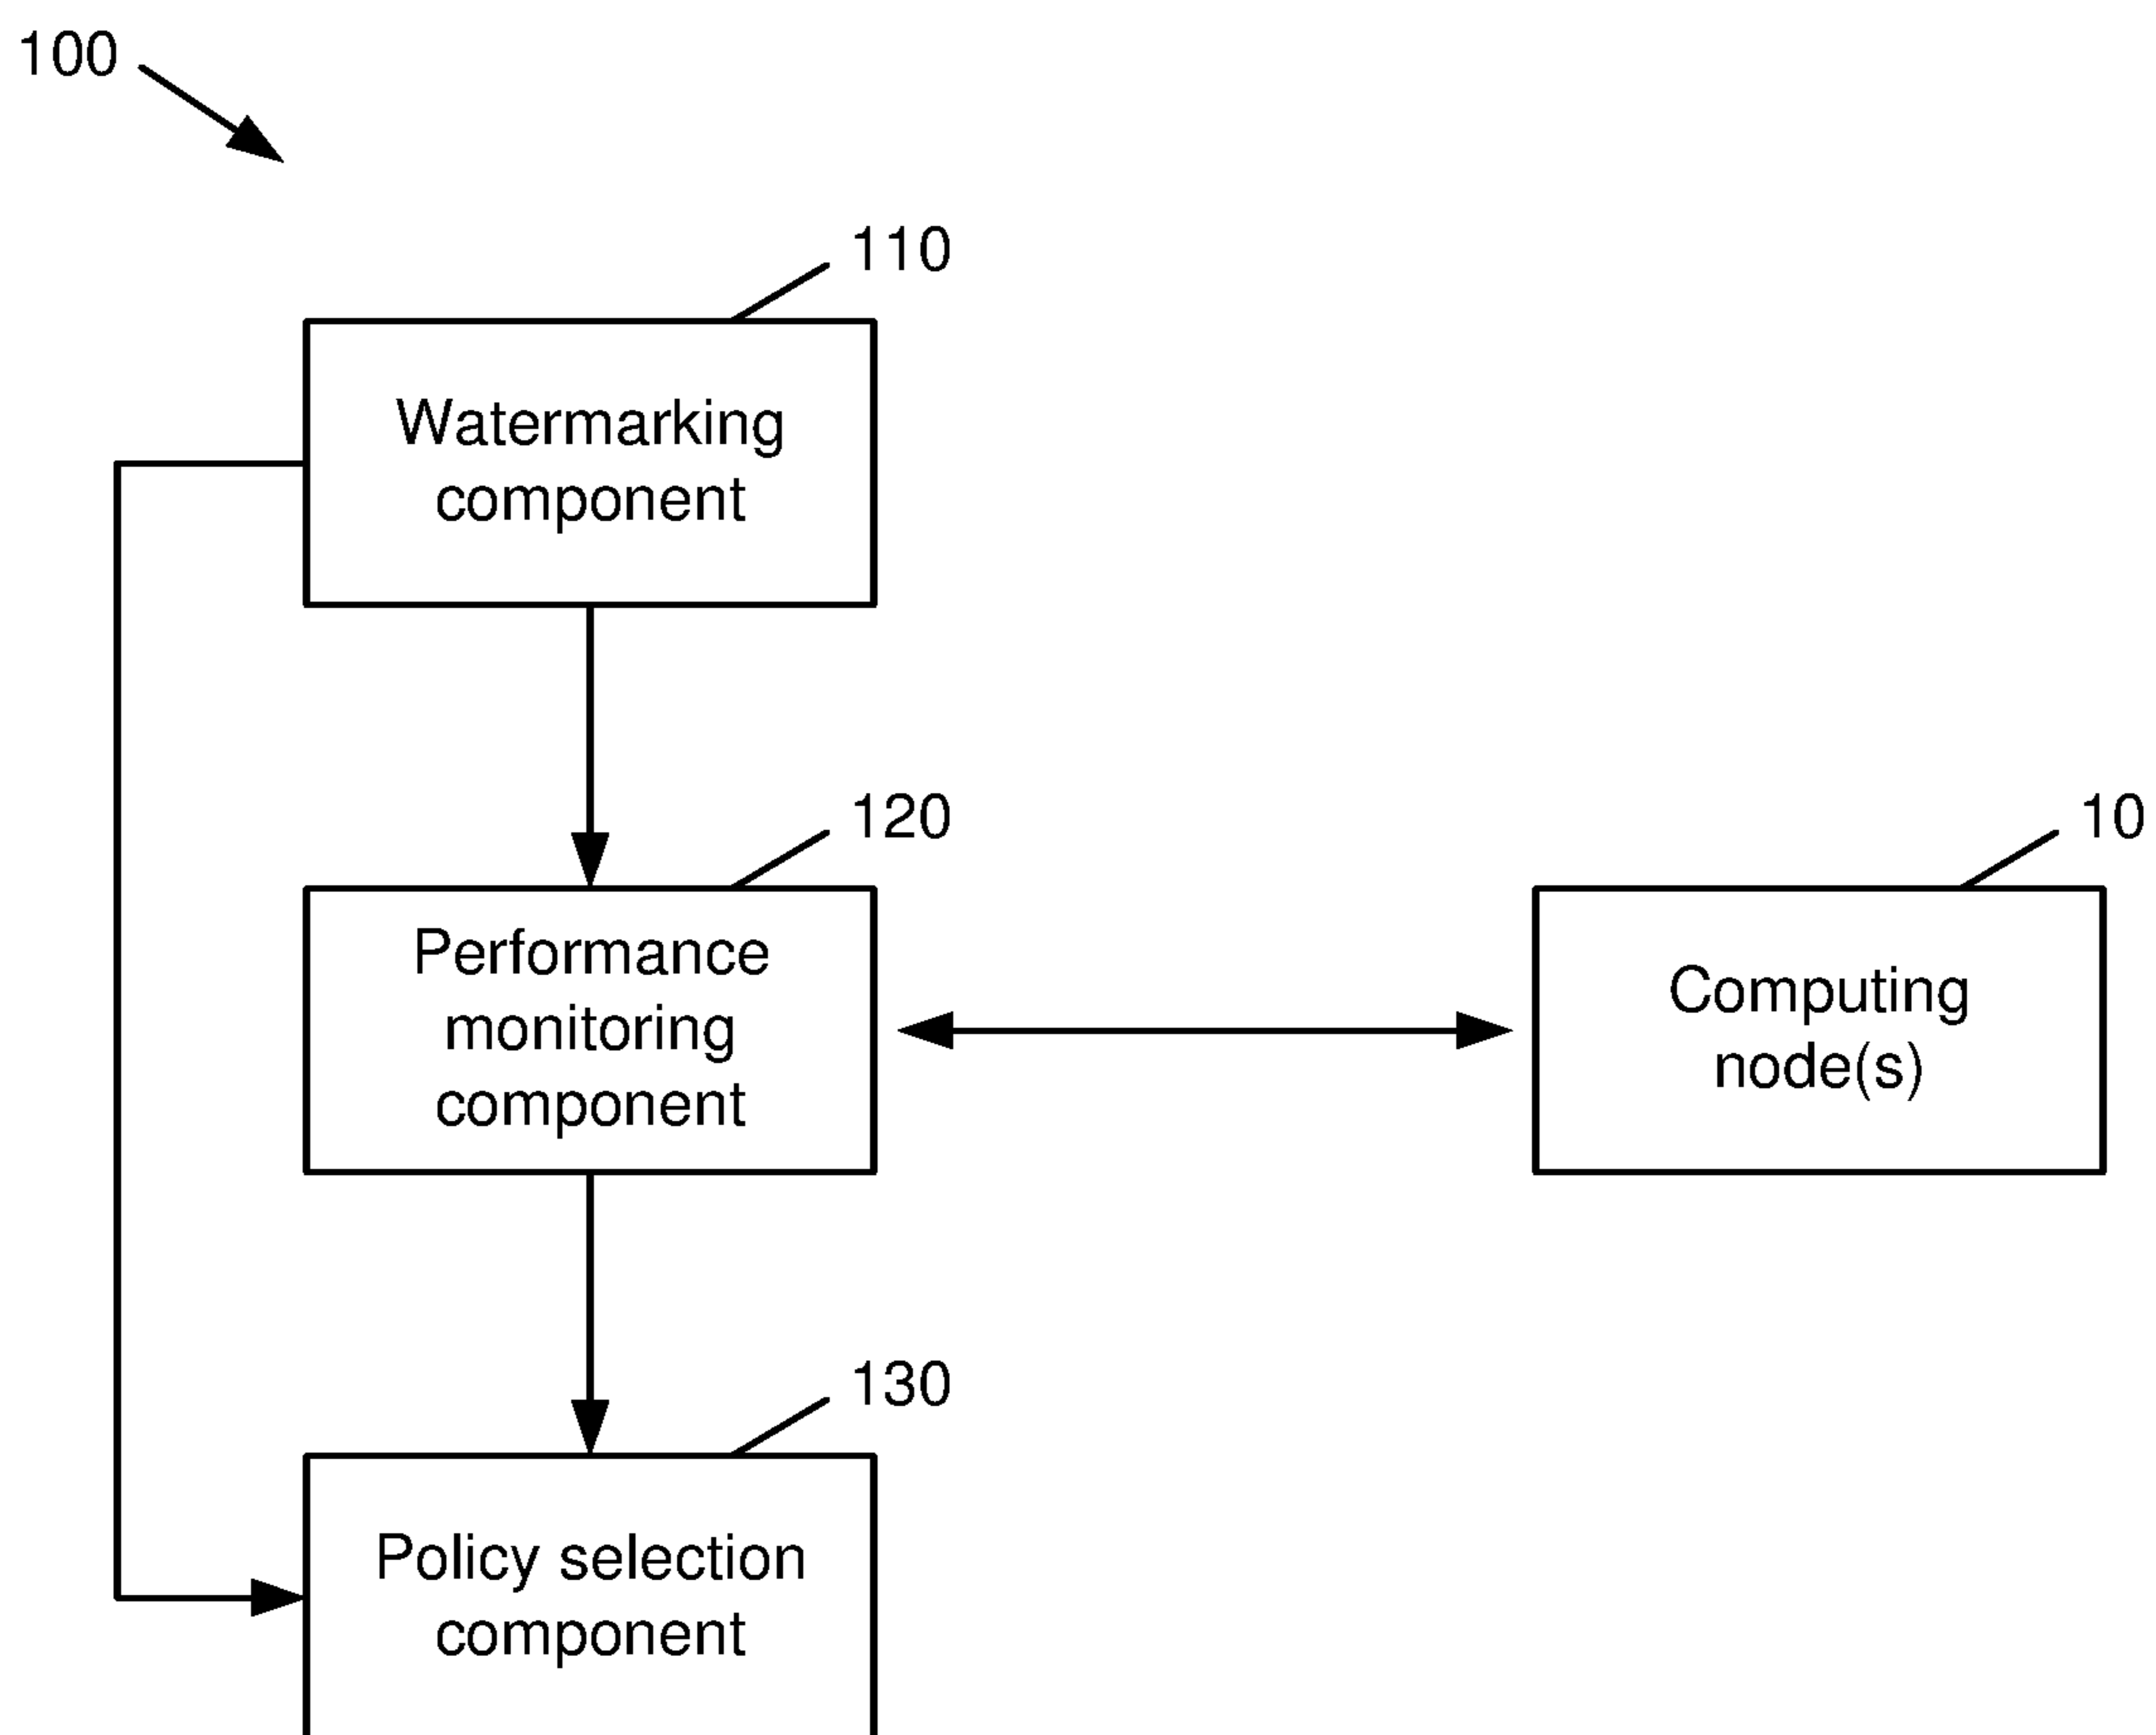 100
110
Watermarking
component
120
10
Performance
monitoring
component
Computing
node(s)
130
Policy selection
component